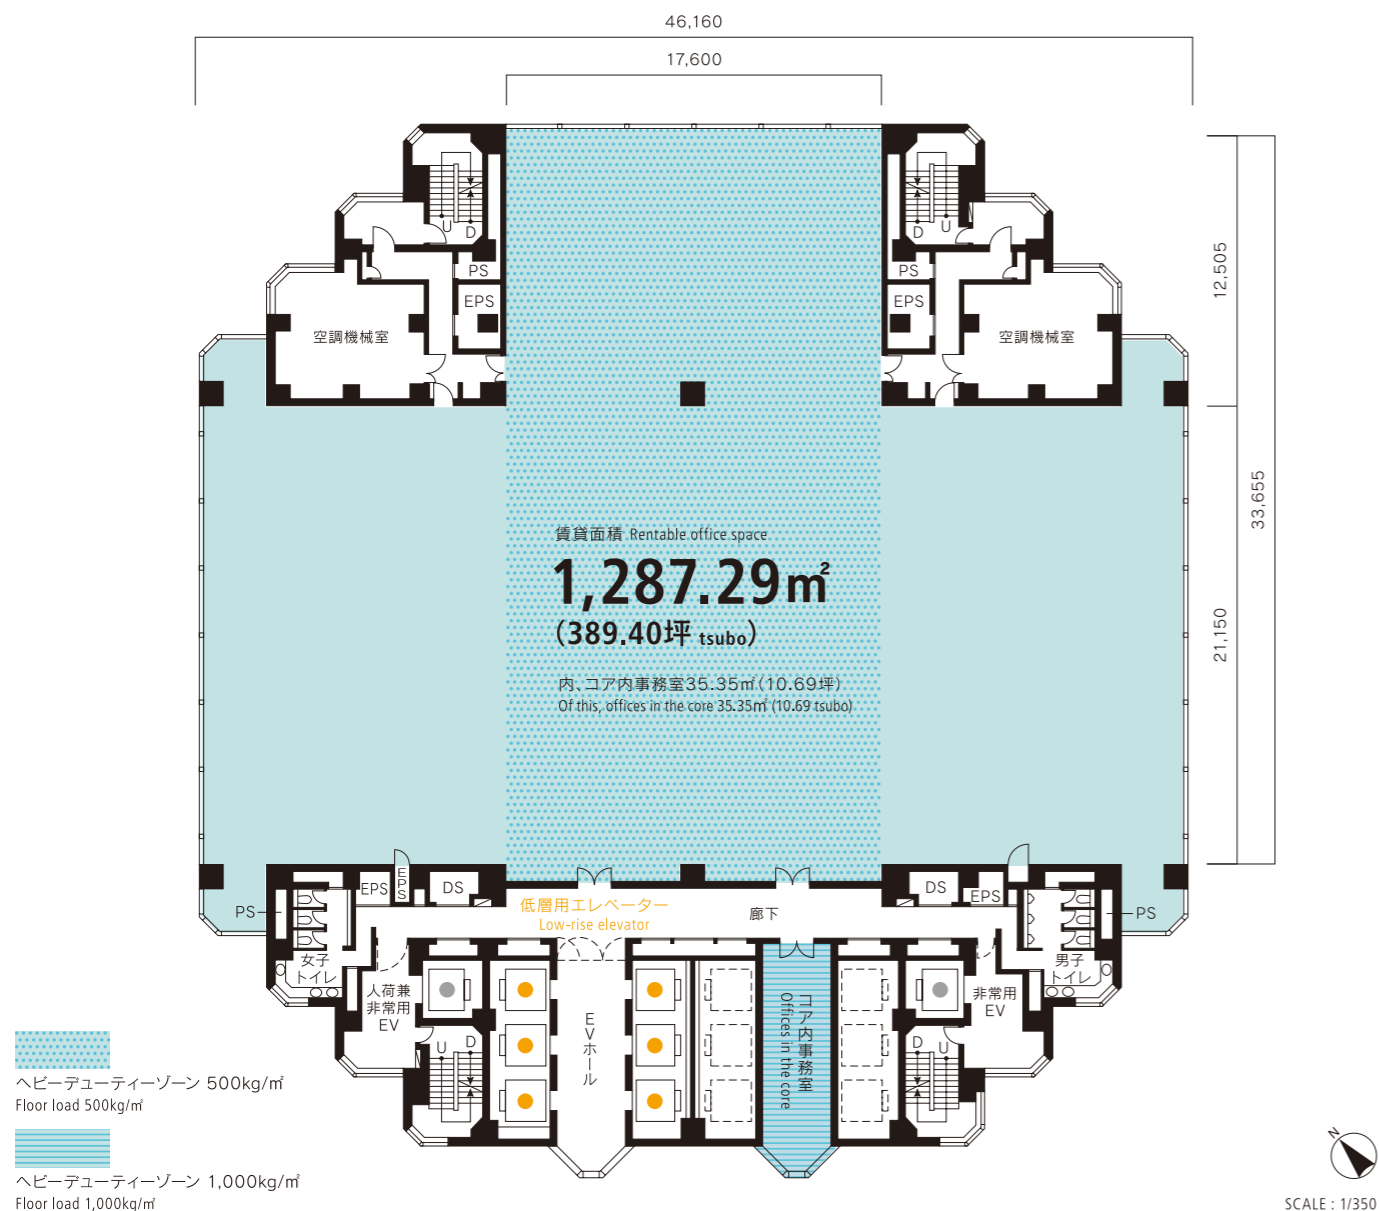 46,160
17,600
U
D
D
U
PS
PS
EPS
EPS
空調機械室
空調機械室
12,505
33,655
21,150
賃貸面積 Rentable office space
1,287.29㎡
（389.40坪 tsubo）
内、コア内事務室35.35㎡（10.69坪）
Of this, offices in the core 35.35㎡ (10.69 tsubo)
EPS
EPS
DS
DS
EPS
PS
PS
低層用エレベーター
Low-rise elevator
廊下
女子
トイレ
男子
トイレ
人荷兼
非常用
EV
非常用
EV
EVホール
コア内事務室
Offices in the core
U
D
D
U
ヘビーデューティーゾーン 500kg/㎡
Floor load 500kg/㎡
ヘビーデューティーゾーン 1,000kg/㎡
Floor load 1,000kg/㎡
N
SCALE : 1/350